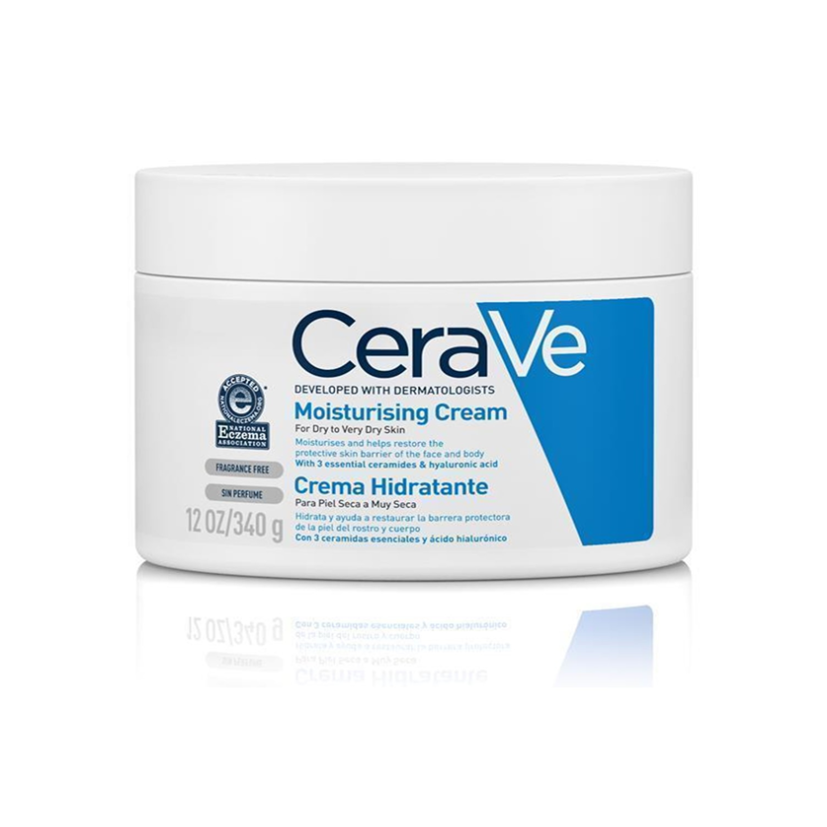 CeraVe
DEVELOPED WITH DERMATOLOGISTS
Moisturising Cream
For Dry to Very Dry Skin
Moisturises and helps restore the
protective skin barrier of the face and body
With 3 essential ceramides & hyaluronic acid
Crema Hidratante
Para Piel Seca a Muy Seca
Hidrata y ayuda a restaurar la barrera protectora
de la piel del rostro y cuerpo
Con 3 ceramidas esenciales y ácido hialurónico
ACCEPTED
e
NATIONALECZEMA.ORG
NATIONAL
Eczema
ASSOCIATION
FRAGRANCE FREE
SIN PERFUME
12 OZ/340 g